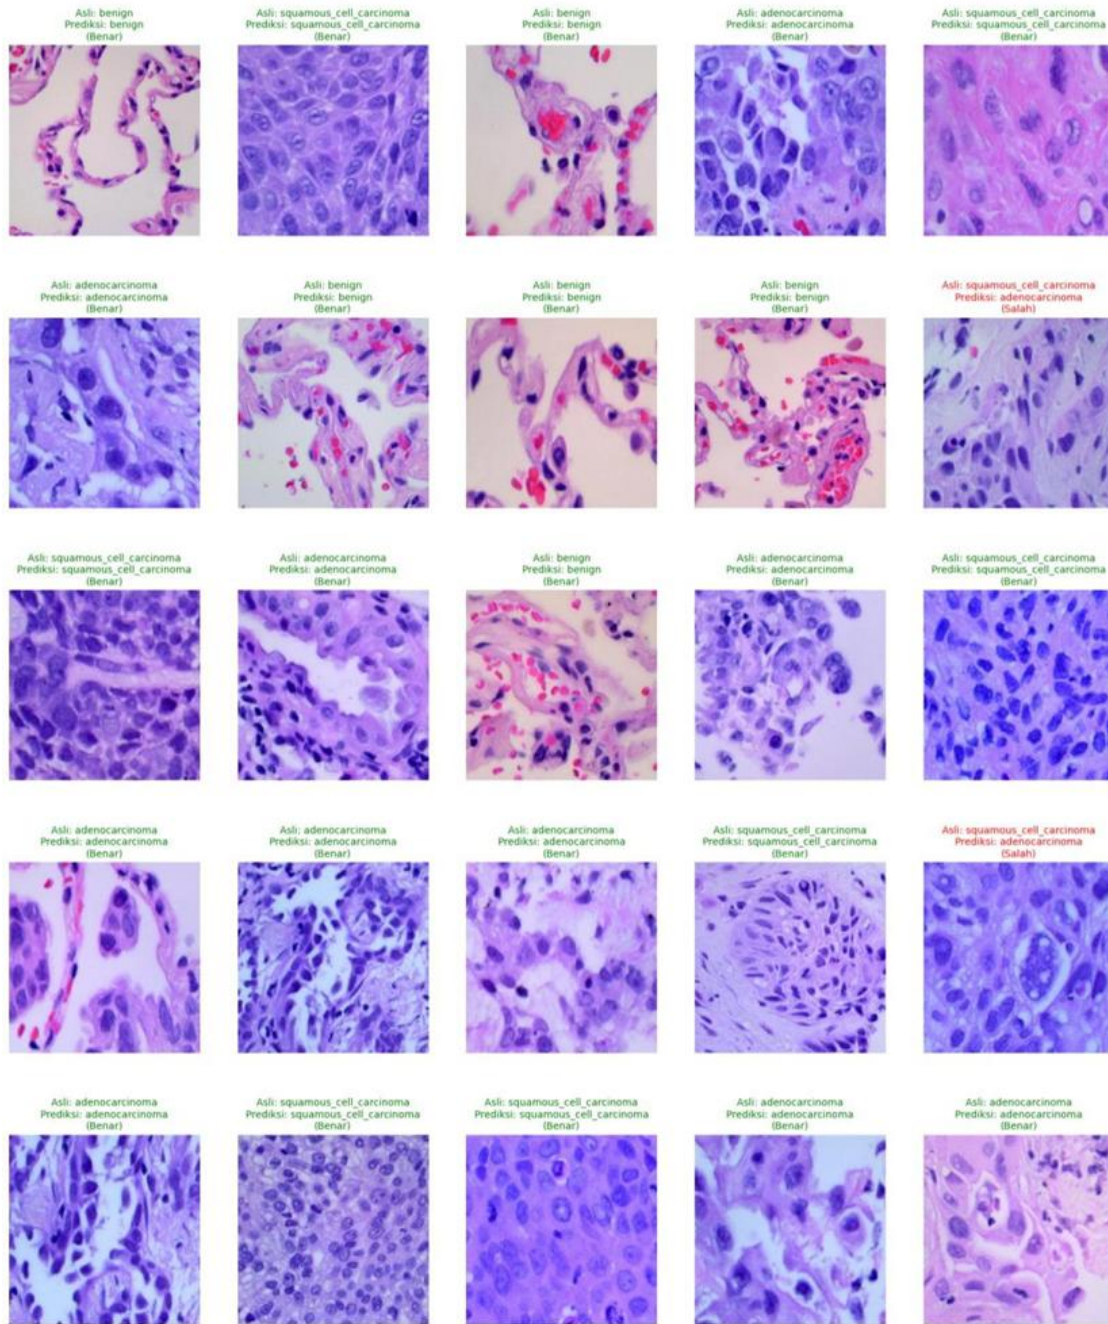 Asli: benign
Prediksi: benign
(Benar)
Asli: squamous_cell_carcinoma
Prediksi: squamous_cell_carcinoma
(Benar)
Asli: benign
Prediksi: benign
(Benar)
Asli: adenocarcinoma
Prediksi: adenocarcinoma
(Benar)
Asli: squamous_cell_carcinoma
Prediksi: squamous_cell_carcinoma
(Benar)
Asli: adenocarcinoma
Prediksi: adenocarcinoma
(Benar)
Asli: benign
Prediksi: benign
(Benar)
Asli: benign
Prediksi: benign
(Benar)
Asli: benign
Prediksi: benign
(Benar)
Asli: squamous_cell_carcinoma
Prediksi: adenocarcinoma
(Salah)
Asli: squamous_cell_carcinoma
Prediksi: squamous_cell_carcinoma
(Benar)
Asli: adenocarcinoma
Prediksi: adenocarcinoma
(Benar)
Asli: benign
Prediksi: benign
(Benar)
Asli: adenocarcinoma
Prediksi: adenocarcinoma
(Benar)
Asli: squamous_cell_carcinoma
Prediksi: squamous_cell_carcinoma
(Benar)
Asli: adenocarcinoma
Prediksi: adenocarcinoma
(Benar)
Asli: adenocarcinoma
Prediksi: adenocarcinoma
(Benar)
Asli: adenocarcinoma
Prediksi: adenocarcinoma
(Benar)
Asli: squamous_cell_carcinoma
Prediksi: squamous_cell_carcinoma
(Benar)
Asli: squamous_cell_carcinoma
Prediksi: adenocarcinoma
(Salah)
Asli: adenocarcinoma
Prediksi: adenocarcinoma
(Benar)
Asli: squamous_cell_carcinoma
Prediksi: squamous_cell_carcinoma
(Benar)
Asli: squamous_cell_carcinoma
Prediksi: squamous_cell_carcinoma
(Benar)
Asli: adenocarcinoma
Prediksi: adenocarcinoma
(Benar)
Asli: adenocarcinoma
Prediksi: adenocarcinoma
(Benar)